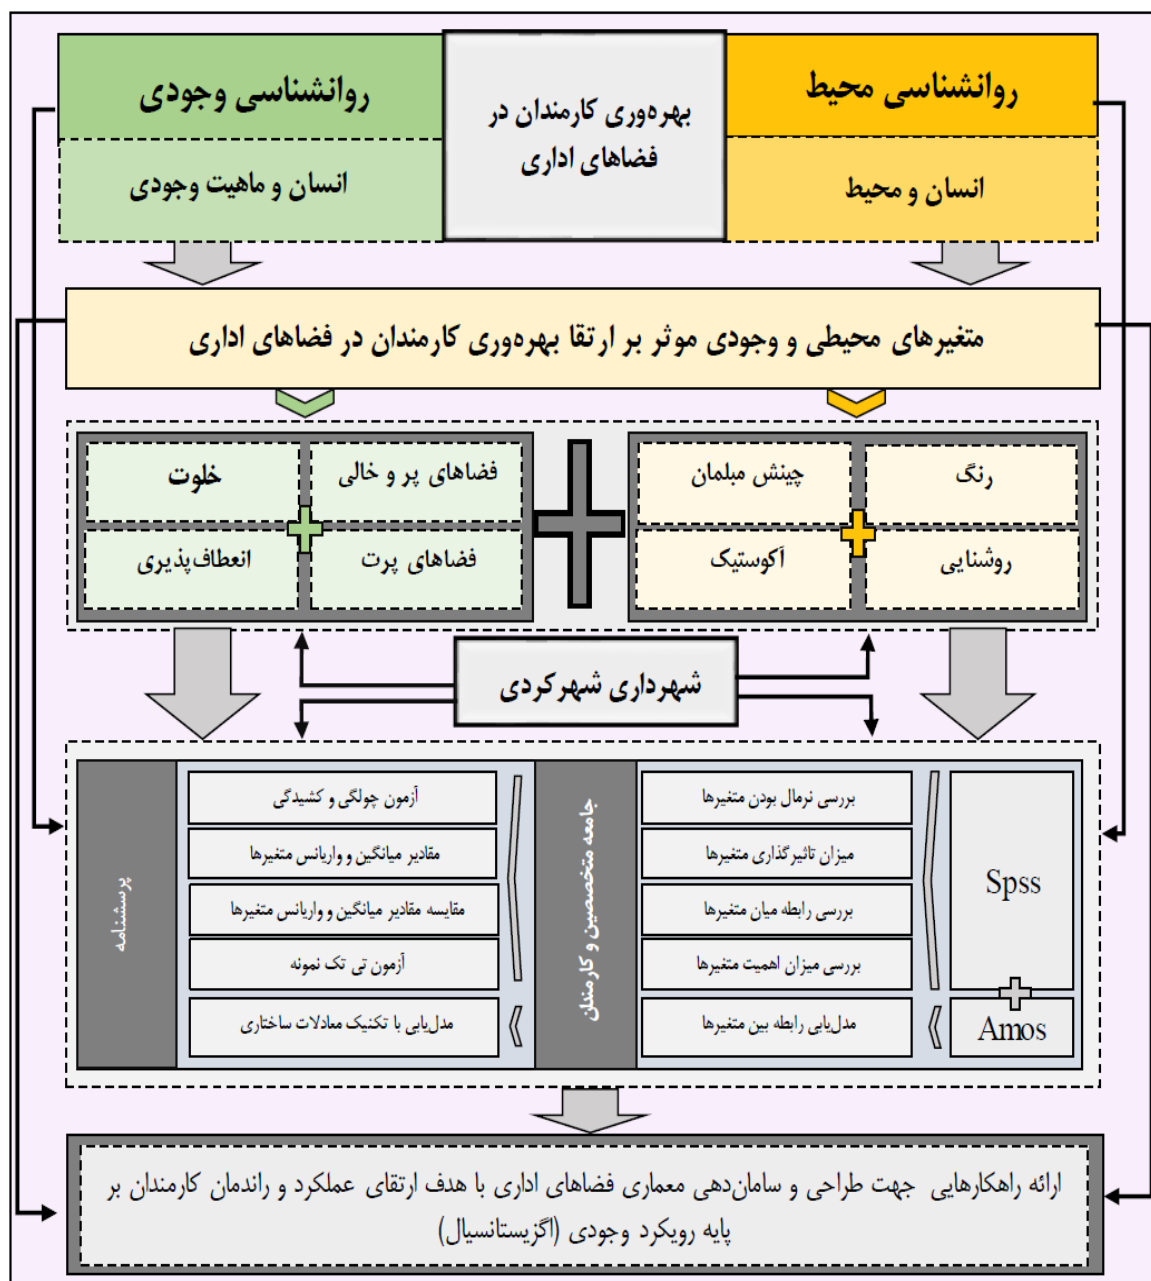 روانشناسی محیط
بهره‌وری کارمندان در
فضاهای اداری
روانشناسی وجودی
انسان و محیط
انسان و ماهیت وجودی
متغیرهای محیطی و وجودی موثر بر ارتقا بهره‌وری کارمندان در فضاهای اداری
رنگ
چینش مبلمان
روشنایی
آکوستیک
فضاهای پر و خالی
خلوت
فضاهای پرت
انعطاف‌پذیری
شهرداری شهرکردی
Spss
Amos
بررسی نرمال بودن متغیرها
میزان تاثیرگذاری متغیرها
بررسی رابطه میان متغیرها
بررسی میزان اهمیت متغیرها
مدل‌یابی رابطه بین متغیرها
جامعه متخصصین و کارمندان
آزمون چولگی و کشیدگی
مقادیر میانگین و واریانس متغیرها
مقایسه مقادیر میانگین و واریانس متغیرها
آزمون تی تک نمونه
مدل‌یابی با تکنیک معادلات ساختاری
پرسشنامه
ارائه راهکارهایی جهت طراحی و سامان‌دهی معماری فضاهای اداری با هدف ارتقای عملکرد و راندمان کارمندان بر
پایه رویکرد وجودی (اگزیستانسیال)